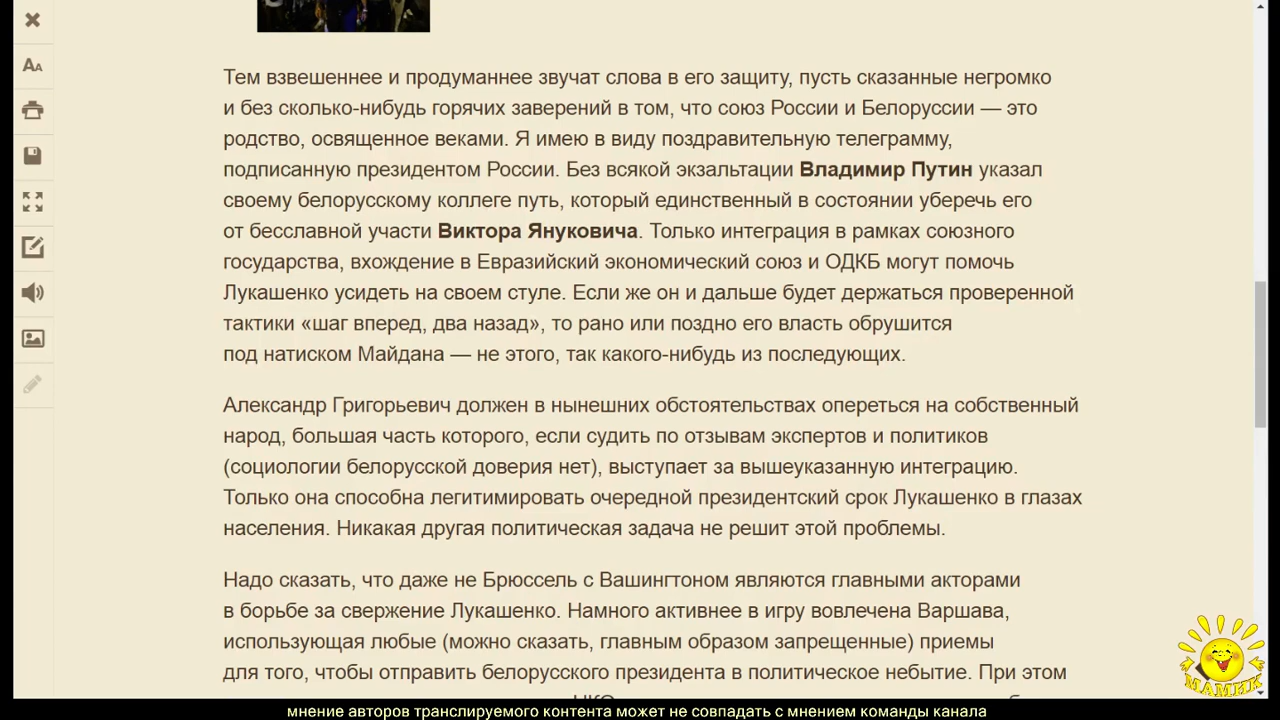 Тем взвешеннее и продуманнее звучат слова в его защиту, пусть сказанные негромко
и без сколько-нибудь горячих заверений в том, что союз России и Белоруссии — это
родство, освященное веками. Я имею в виду поздравительную телеграмму,
подписанную президентом России. Без всякой экзальтации Владимир Путин указал
своему белорусскому коллеге путь, который единственный в состоянии уберечь его
от бесславной участи Виктора Януковича. Только интеграция в рамках союзного
государства, вхождение в Евразийский экономический союз и ОДКБ могут помочь
Лукашенко усидеть на своем стуле. Если же он и дальше будет держаться проверенной
тактики «шаг вперед, два назад», то рано или поздно его власть обрушится
под натиском Майдана — не этого, так какого-нибудь из последующих.
Александр Григорьевич должен в нынешних обстоятельствах опереться на собственный
народ, большая часть которого, если судить по отзывам экспертов и политиков
(социологии белорусской доверия нет), выступает за вышеуказанную интеграцию.
Только она способна легитимировать очередной президентский срок Лукашенко в глазах
населения. Никакая другая политическая задача не решит этой проблемы.
Надо сказать, что даже не Брюссель с Вашингтоном являются главными акторами
в борьбе за свержение Лукашенко. Намного активнее в игру вовлечена Варшава,
использующая любые (можно сказать, главным образом запрещенные) приемы
для того, чтобы отправить белорусского президента в политическое небытие. При этом
МАМИК
мнение авторов транслируемого контента может не совпадать с мнением команды канала